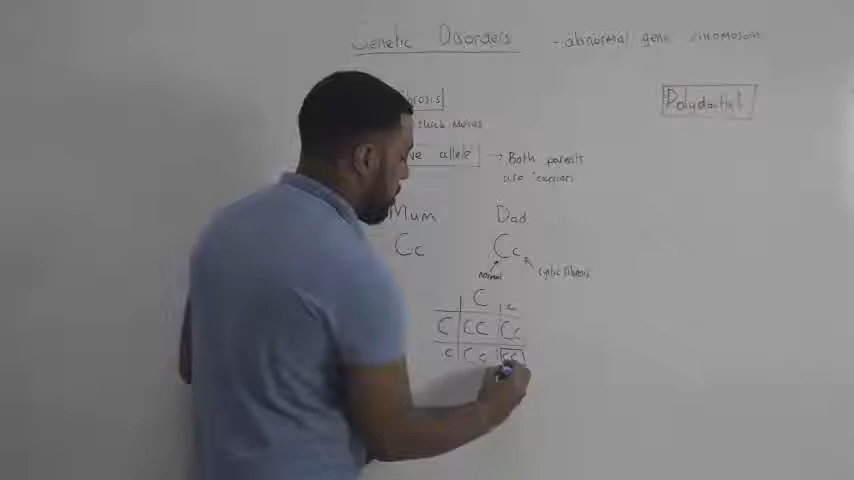 Genetic Disorders - abnormal gene chromosome
brosis
Polydactyl
thick mucus
ve allele → Both parents
are 'carriers
Mum Dad
Cc Cc
normal cystic fibrosis
C c
C CC Cc
c Cc cc